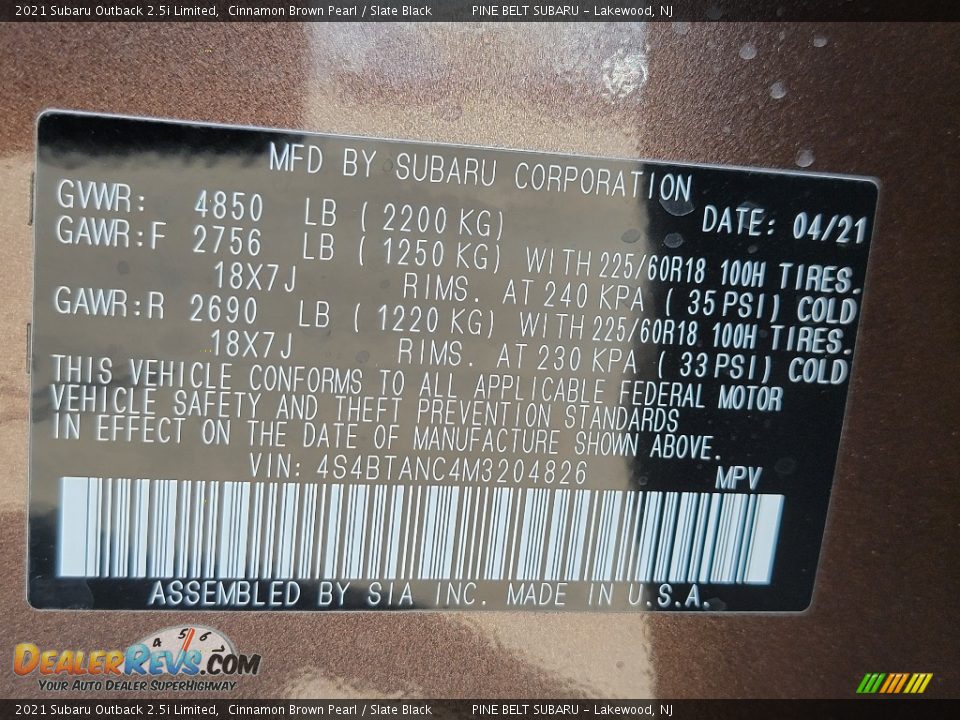 2021 Subaru Outback 2.5i Limited, Cinnamon Brown Pearl / Slate Black PINE BELT SUBARU - Lakewood, NJ
MFD BY SUBARU CORPORATION
GVWR: 4850 LB ( 2200 KG) DATE: 04/21
GAWR:F 2756 LB ( 1250 KG) WITH 225/60R18 100H TIRES.
18X7J RIMS. AT 240 KPA ( 35 PSI) COLD
GAWR:R 2690 LB ( 1220 KG) WITH 225/60R18 100H TIRES.
18X7J RIMS. AT 230 KPA ( 33 PSI) COLD
THIS VEHICLE CONFORMS TO ALL APPLICABLE FEDERAL MOTOR
VEHICLE SAFETY AND THEFT PREVENTION STANDARDS
IN EFFECT ON THE DATE OF MANUFACTURE SHOWN ABOVE.
VIN: 4S4BTANC4M3204826 MPV
ASSEMBLED BY SIA INC. MADE IN U.S.A.
4 5 6
DEALERREVS.COM
YOUR AUTO DEALER SUPERHIGHWAY
2021 Subaru Outback 2.5i Limited, Cinnamon Brown Pearl / Slate Black PINE BELT SUBARU - Lakewood, NJ